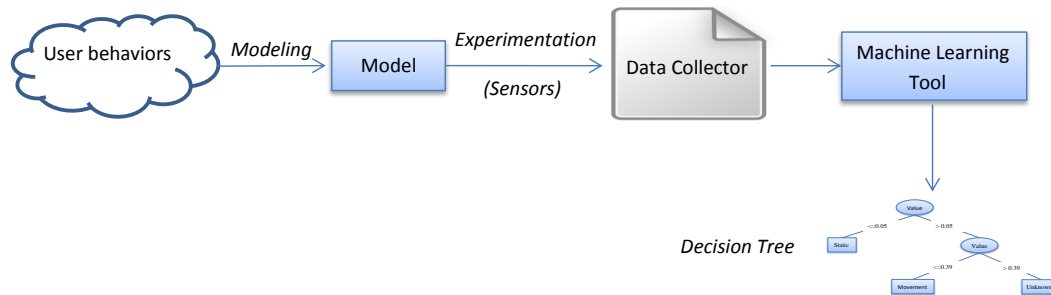 User behaviors
Modeling
Model
Experimentation
(Sensors)
Data Collector
Machine Learning
Tool
Decision Tree
Value
<=0.05
> 0.05
Static
Value
<=0.39
> 0.39
Movement
Unknown